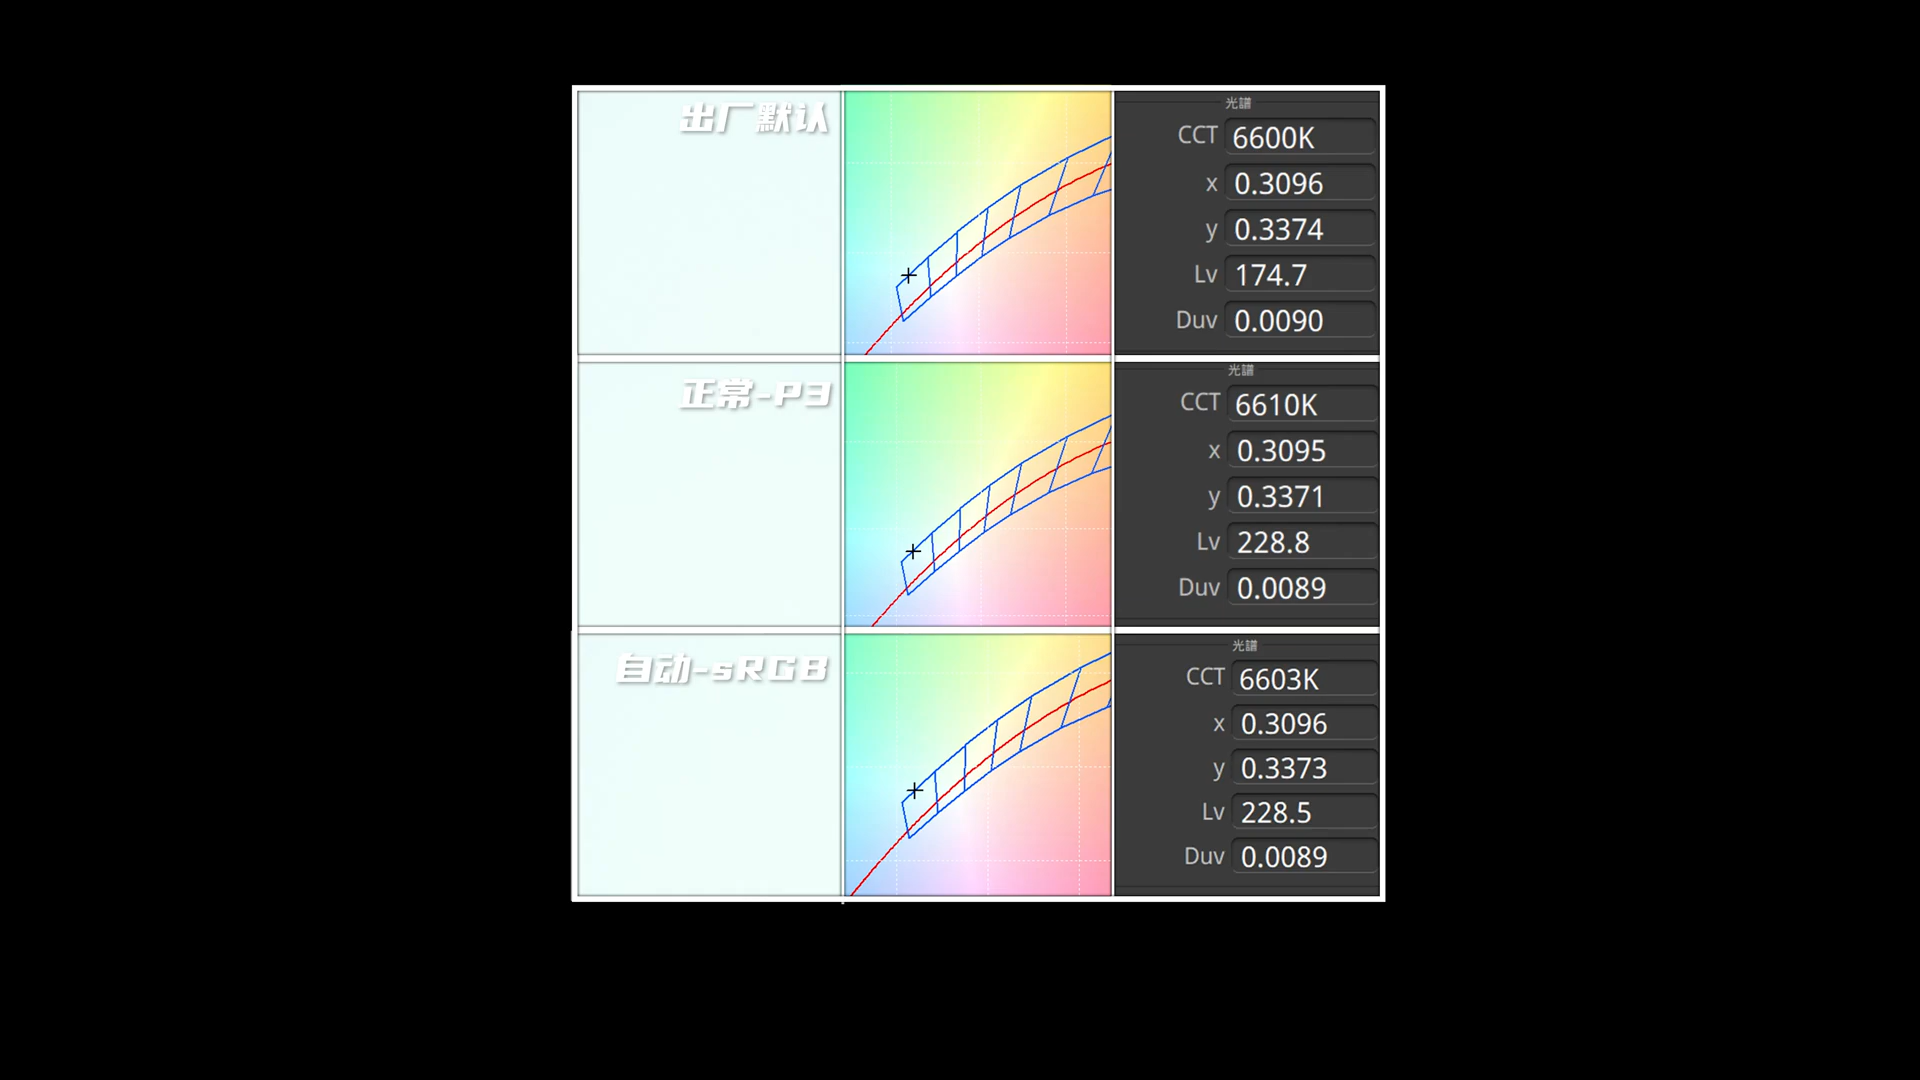 出厂默认
光譜
CCT 6600K
x 0.3096
y 0.3374
Lv 174.7
Duv 0.0090
正常-P3
光譜
CCT 6610K
x 0.3095
y 0.3371
Lv 228.8
Duv 0.0089
自动-sRGB
光譜
CCT 6603K
x 0.3096
y 0.3373
Lv 228.5
Duv 0.0089